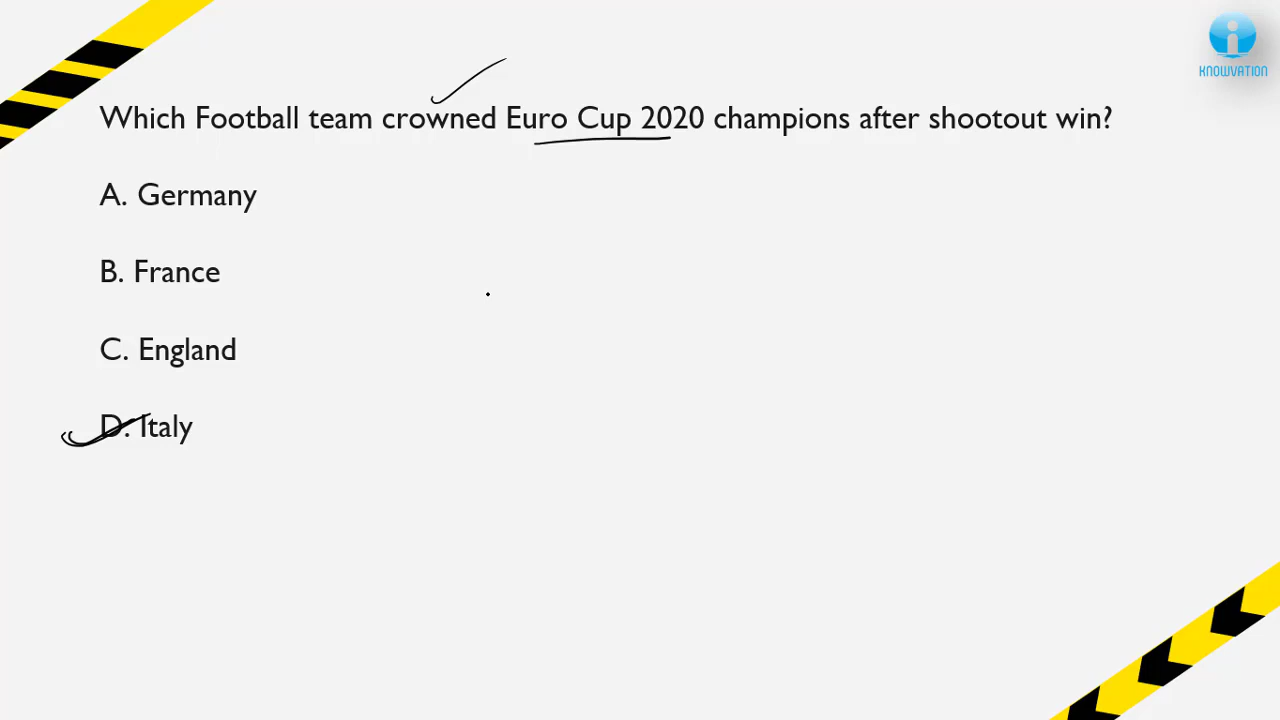 KNOWVATION
Which Football team crowned Euro Cup 2020 champions after shootout win?
A. Germany
B. France
C. England
D. Italy